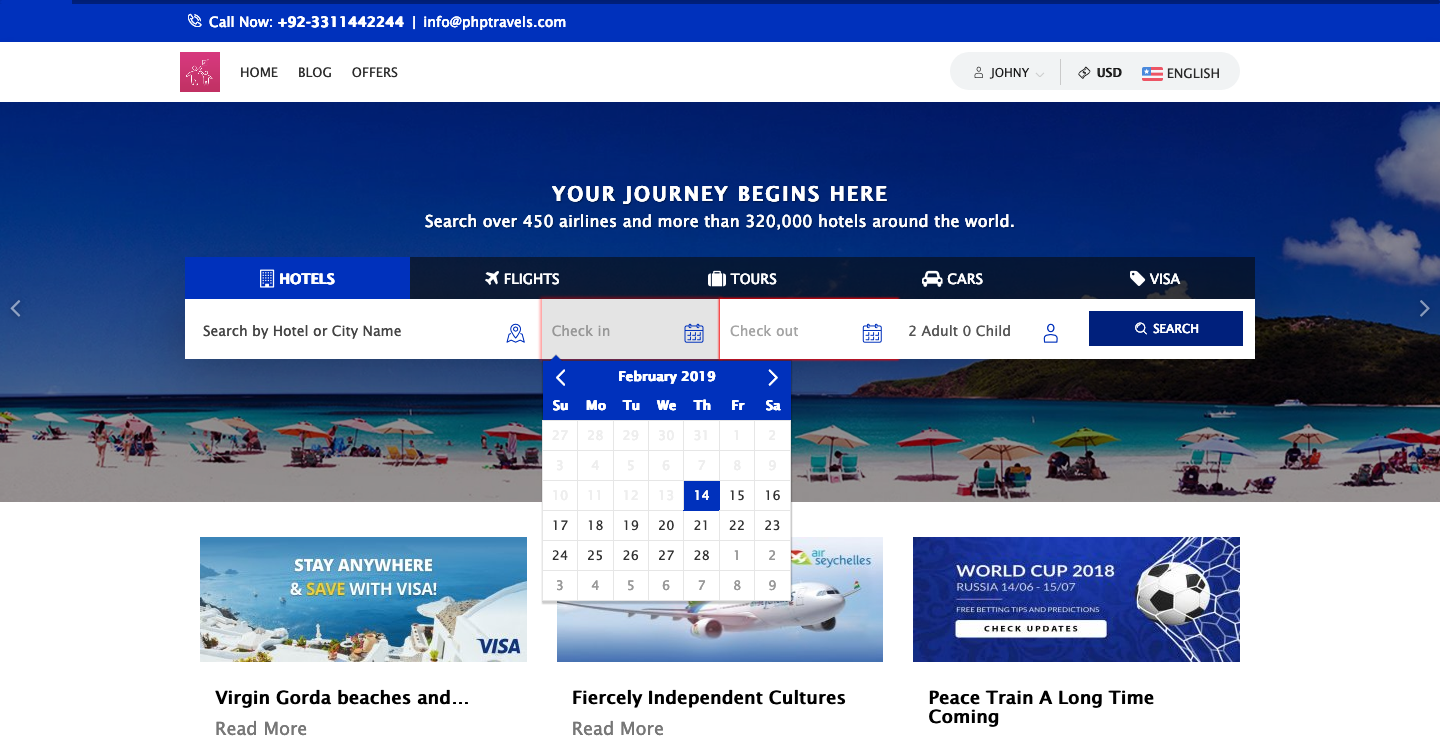 Call Now: +92-3311442244 | info@phptravels.com
HOME BLOG OFFERS JOHNY USD ENGLISH
YOUR JOURNEY BEGINS HERE
Search over 450 airlines and more than 320,000 hotels around the world.
HOTELS FLIGHTS TOURS CARS VISA
Search by Hotel or City Name Check in Check out 2 Adult 0 Child SEARCH
February 2019
Su Mo Tu We Th Fr Sa
27 28 29 30 31 1 2
3 4 5 6 7 8 9
10 11 12 13 14 15 16
17 18 19 20 21 22 23
24 25 26 27 28 1 2
3 4 5 6 7 8 9
STAY ANYWHERE
& SAVE WITH VISA!
VISA
air
seychelles
WORLD CUP 2018
RUSSIA 14/06 - 15/07
FREE BETTING TIPS AND PREDICTIONS
CHECK UPDATES
Virgin Gorda beaches and...
Read More
Fiercely Independent Cultures
Read More
Peace Train A Long Time
Coming